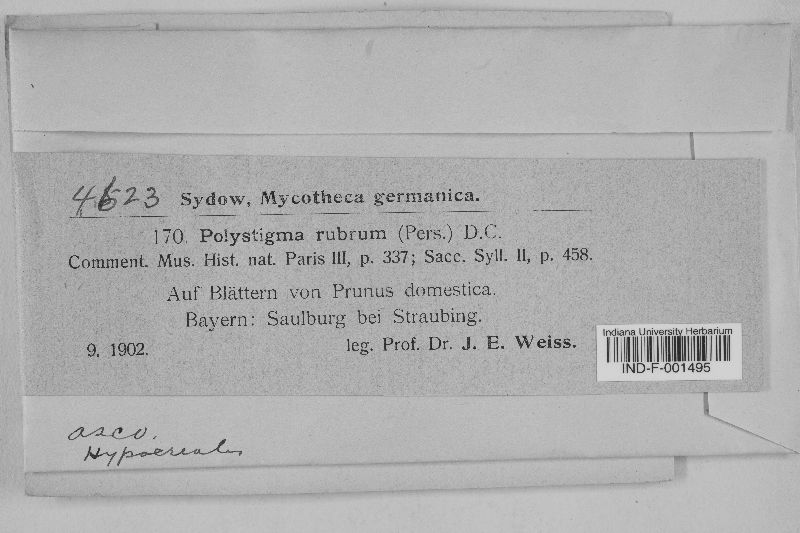 4623 Sydow, Mycotheca germanica.
170. Polystigma rubrum (Pers.) D.C.
Comment. Mus. Hist. nat. Paris III, p. 337; Sacc. Syll. II, p. 458.
Auf Blättern von Prunus domestica.
Bayern: Saulburg bei Straubing.
9. 1902. leg. Prof. Dr. J. E. Weiss.
Indiana University Herbarium
IND-F-001495
asco.
Hypocreales